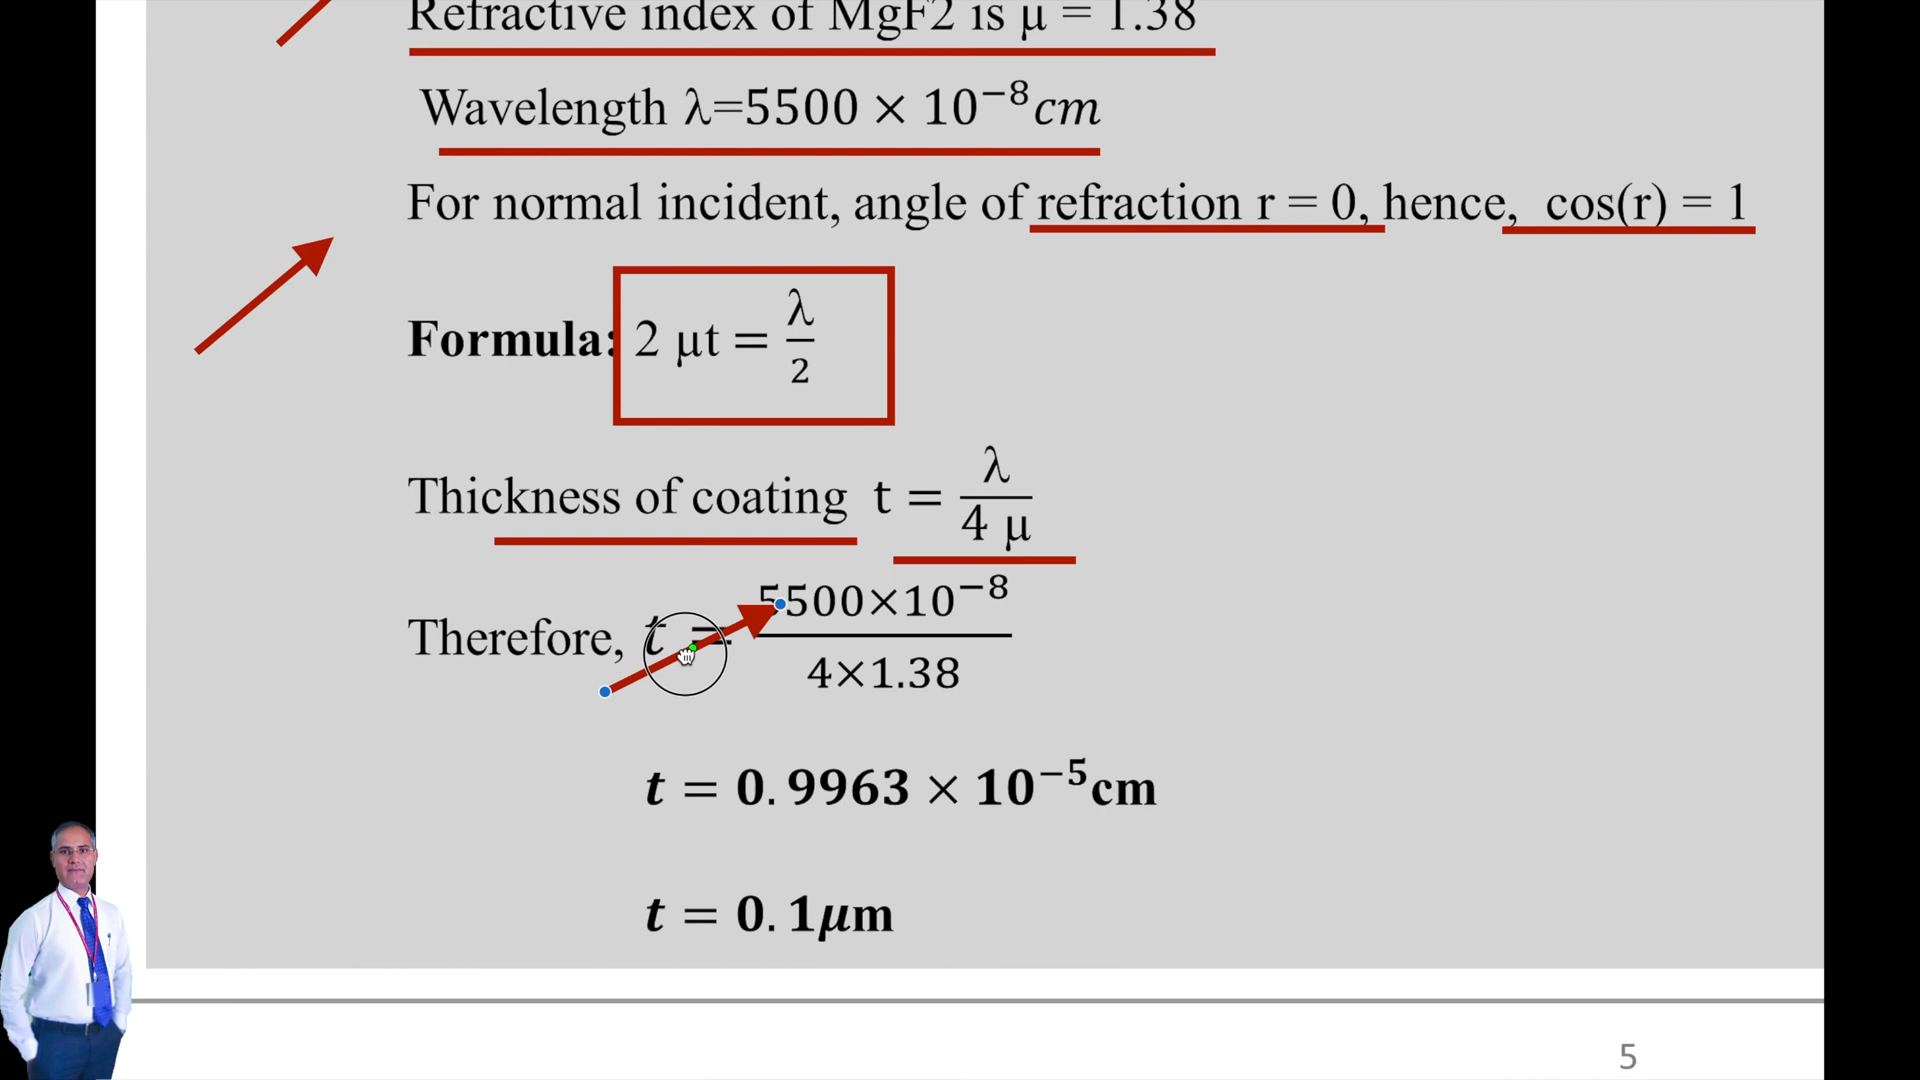 Refractive index of MgF2 is μ = 1.38
Wavelength λ=5500 × 10⁻⁸cm
For normal incident, angle of refraction r = 0, hence, cos(r) = 1
Formula: 2 μt = λ/2
Thickness of coating t = λ/4 μ
Therefore, t = 5500×10⁻⁸/4×1.38
t = 0.9963 × 10⁻⁵cm
t = 0.1μm
5